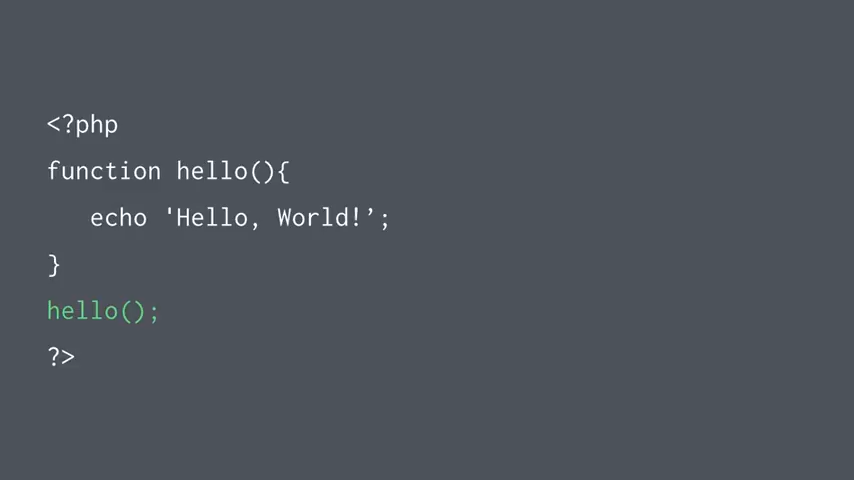 <?php
function hello(){
   echo 'Hello, World!’;
}
hello();
?>